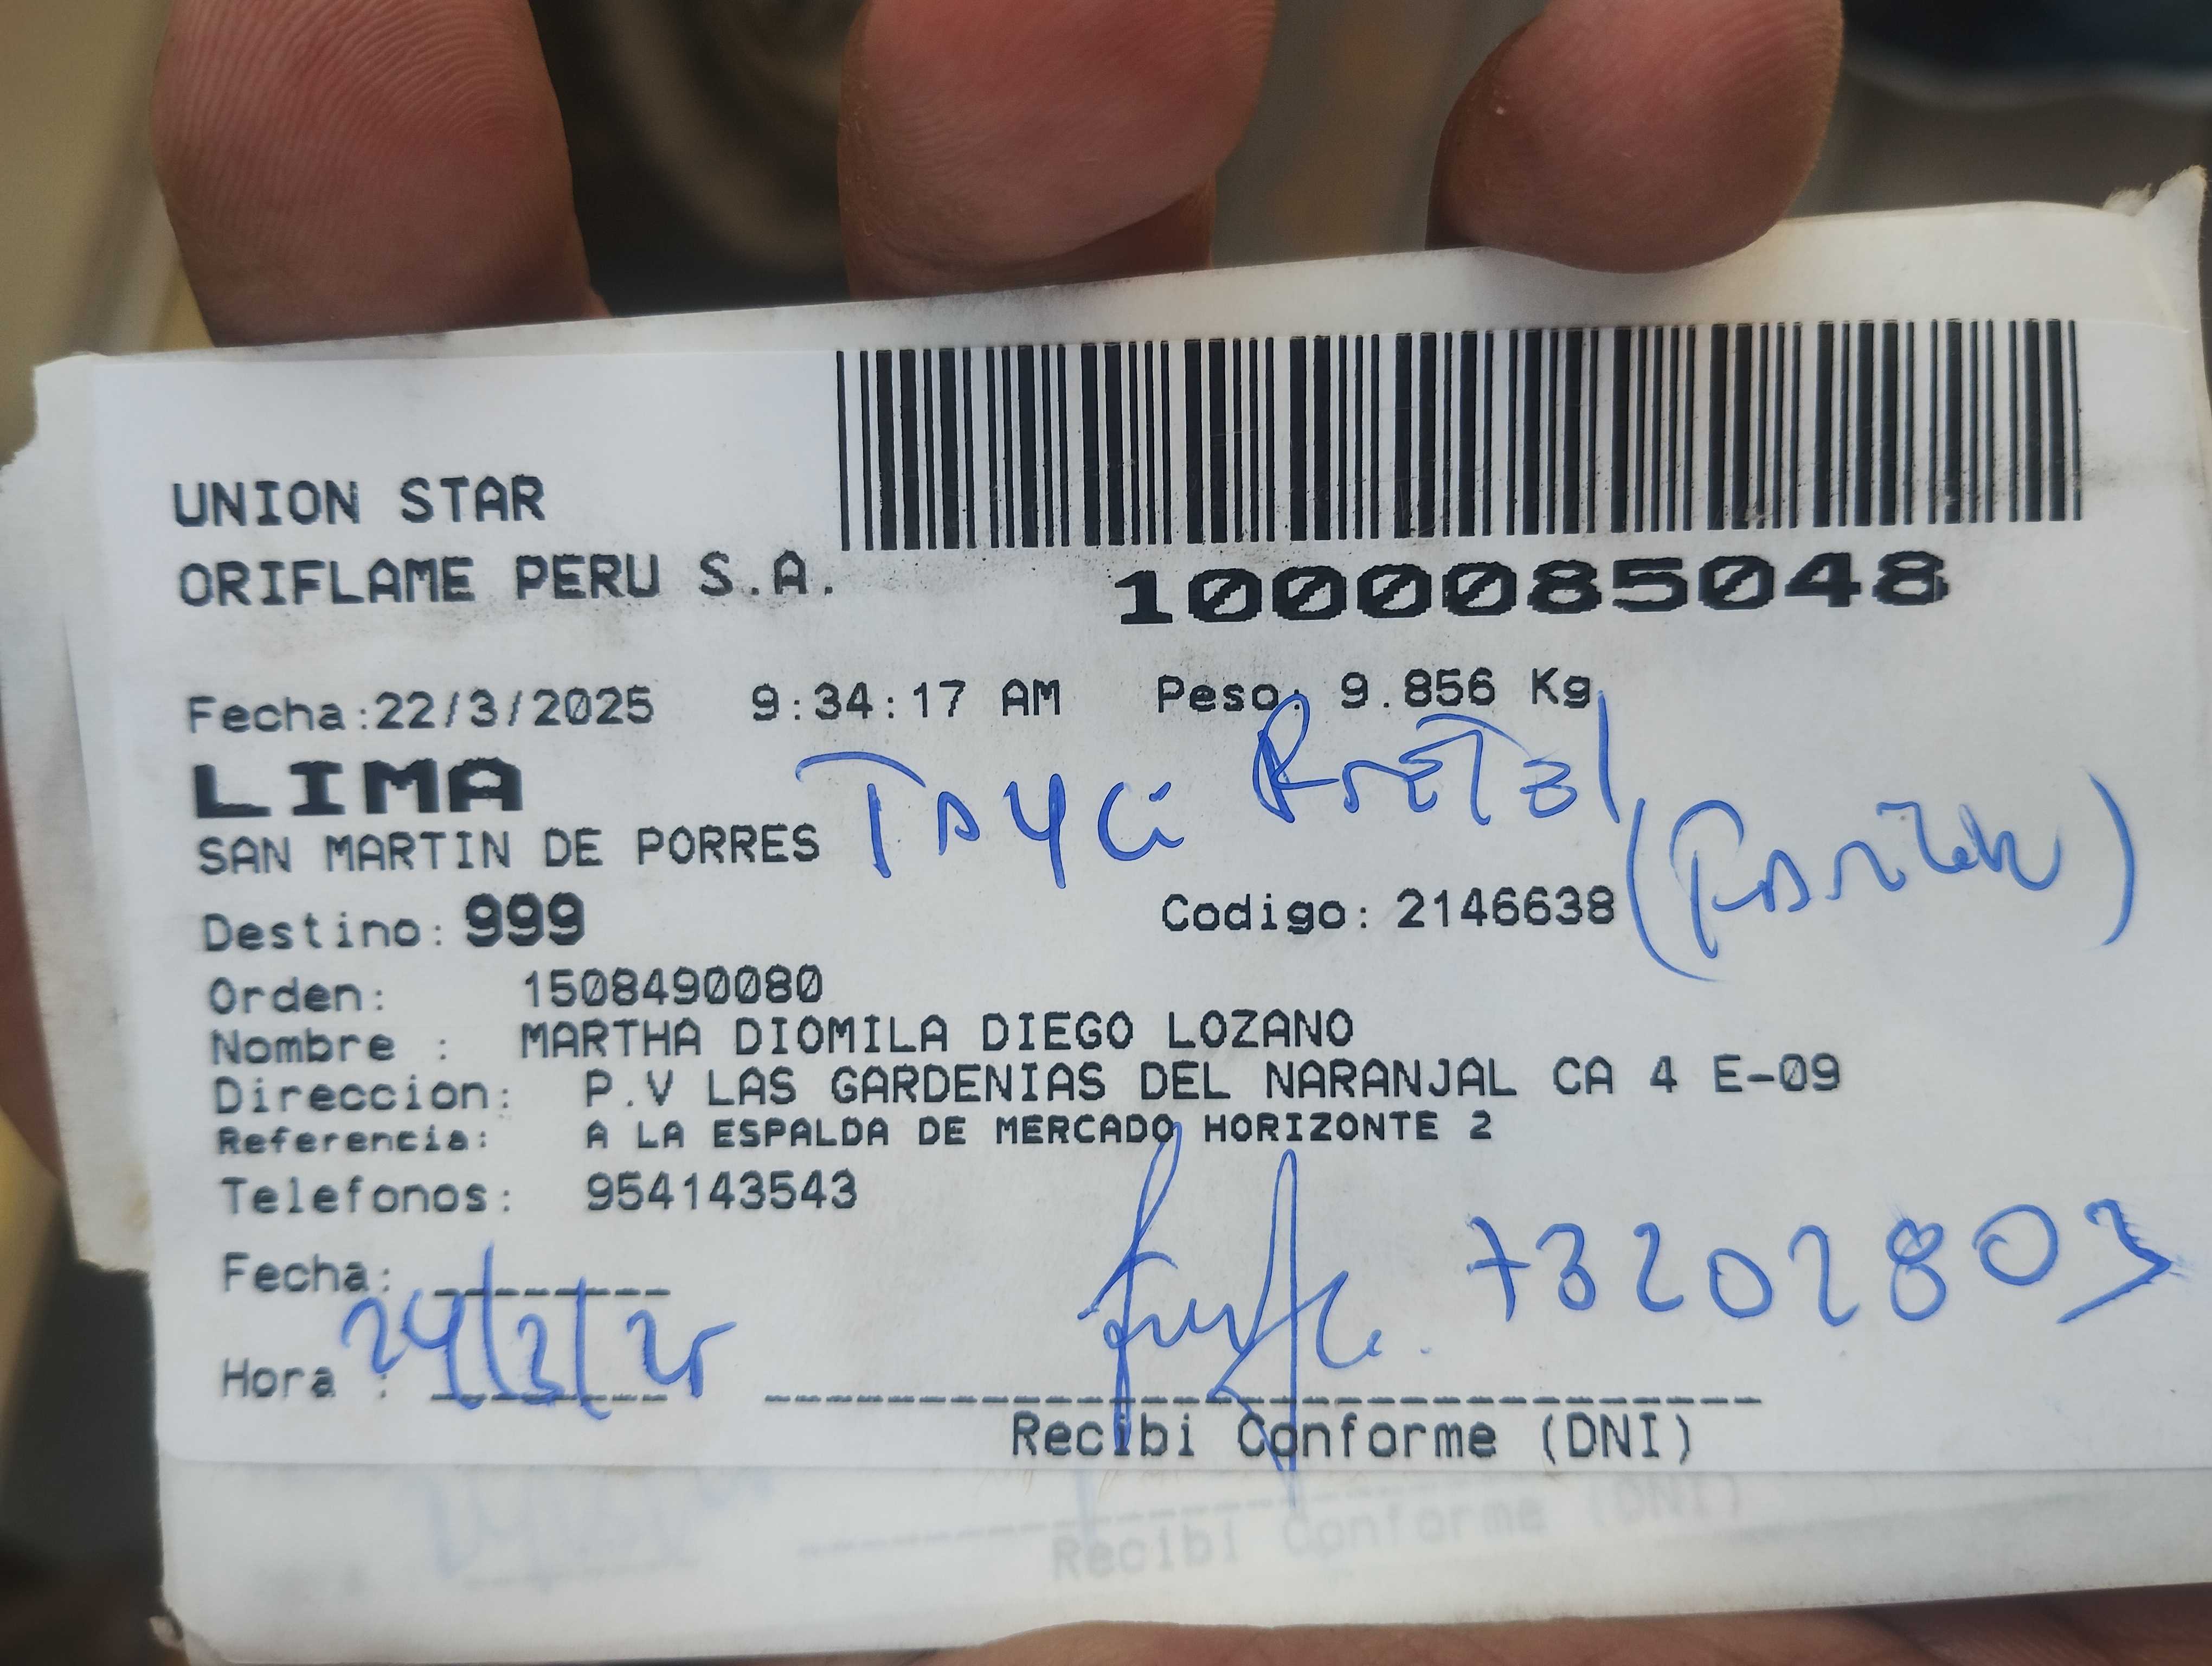 UNION STAR
ORIFLAME PERU S.A.
1000085048
Fecha:22/3/2025 9:34:17 AM Peso: 9.856 Kg
LIMA
SAN MARTIN DE PORRES
Destino: 999 Codigo: 2146638
Orden: 1508490080
Nombre : MARTHA DIOMILA DIEGO LOZANO
Direccion: P.V LAS GARDENIAS DEL NARANJAL CA 4 E-09
Referencia: A LA ESPALDA DE MERCADO HORIZONTE 2
Telefonos: 954143543
73202803
Fecha:
24/3/25
Hora :
Recibi Conforme (DNI)
Recibi Conforme (DNI)